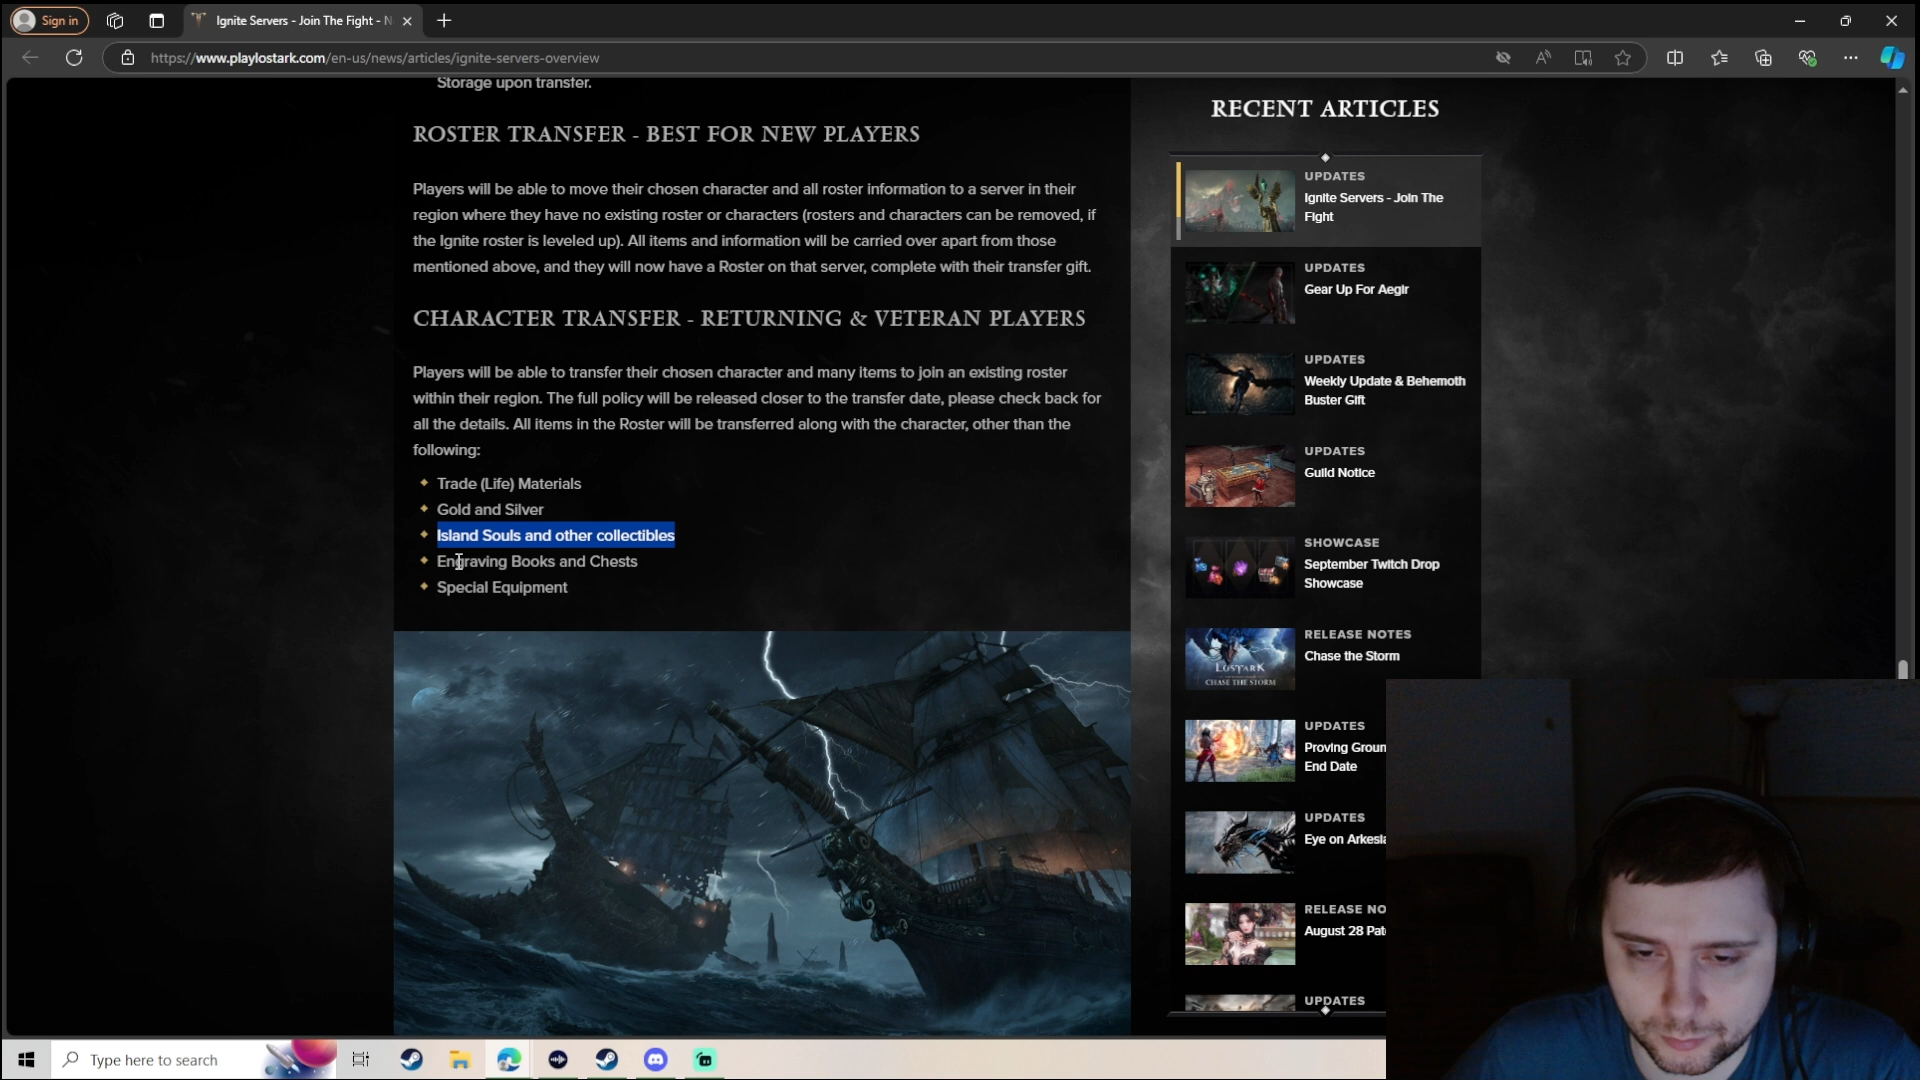 Sign in
Ignite Servers - Join The Fight - N
https://www.playlostark.com/en-us/news/articles/ignite-servers-overview
Storage upon transfer.
ROSTER TRANSFER - BEST FOR NEW PLAYERS
Players will be able to move their chosen character and all roster information to a server in their
region where they have no existing roster or characters (rosters and characters can be removed, if
the Ignite roster is leveled up). All items and information will be carried over apart from those
mentioned above, and they will now have a Roster on that server, complete with their transfer gift.
CHARACTER TRANSFER - RETURNING & VETERAN PLAYERS
Players will be able to transfer their chosen character and many items to join an existing roster
within their region. The full policy will be released closer to the transfer date, please check back for
all the details. All items in the Roster will be transferred along with the character, other than the
following:
Trade (Life) Materials
Gold and Silver
Island Souls and other collectibles
Engraving Books and Chests
Special Equipment
RECENT ARTICLES
UPDATES
Ignite Servers - Join The
Fight
UPDATES
Gear Up For Aegir
UPDATES
Weekly Update & Behemoth
Buster Gift
UPDATES
Guild Notice
SHOWCASE
September Twitch Drop
Showcase
RELEASE NOTES
Chase the Storm
LOSTARK
CHASE THE STORM
UPDATES
Proving Groun
End Date
UPDATES
Eye on Arkesia
RELEASE NO
August 28 Pat
UPDATES
Type here to search